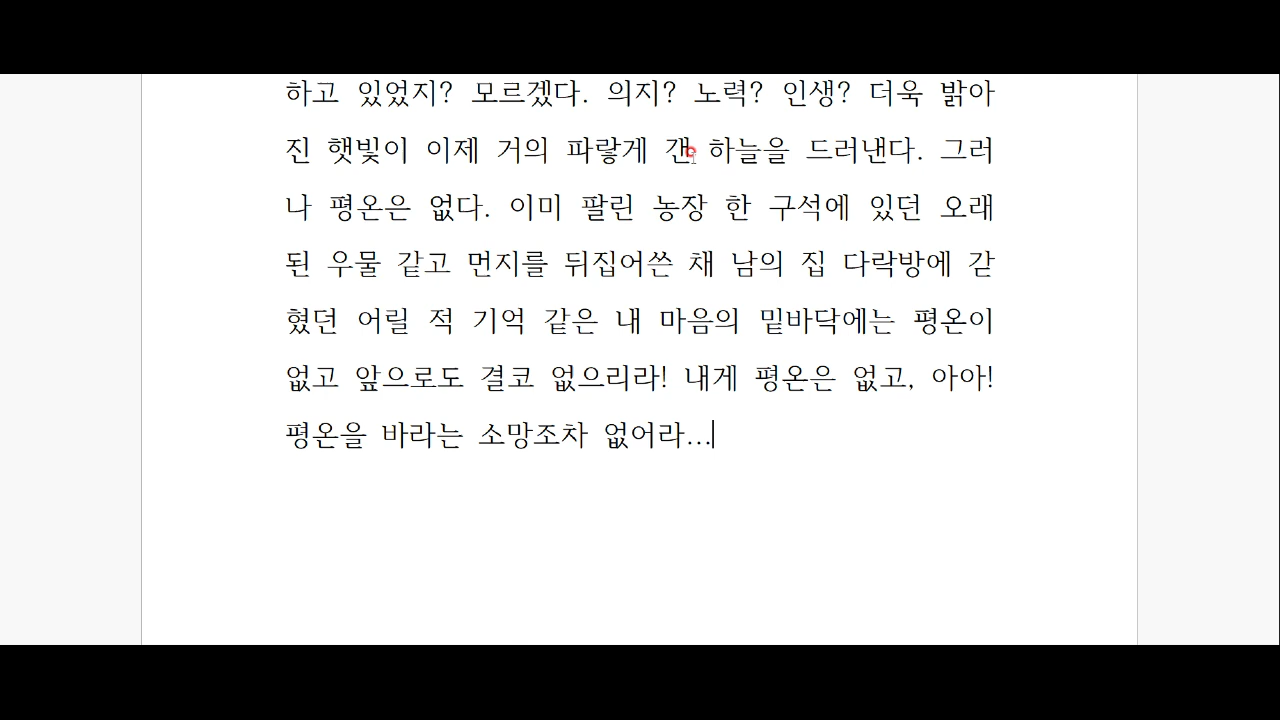 하고 있었지? 모르겠다. 의지? 노력? 인생? 더욱 밝아
진 햇빛이 이제 거의 파랗게 갠 하늘을 드러낸다. 그러
나 평온은 없다. 이미 팔린 농장 한 구석에 있던 오래
된 우물 같고 먼지를 뒤집어쓴 채 남의 집 다락방에 갇
혔던 어릴 적 기억 같은 내 마음의 밑바닥에는 평온이
없고 앞으로도 결코 없으리라! 내게 평온은 없고, 아아!
평온을 바라는 소망조차 없어라...